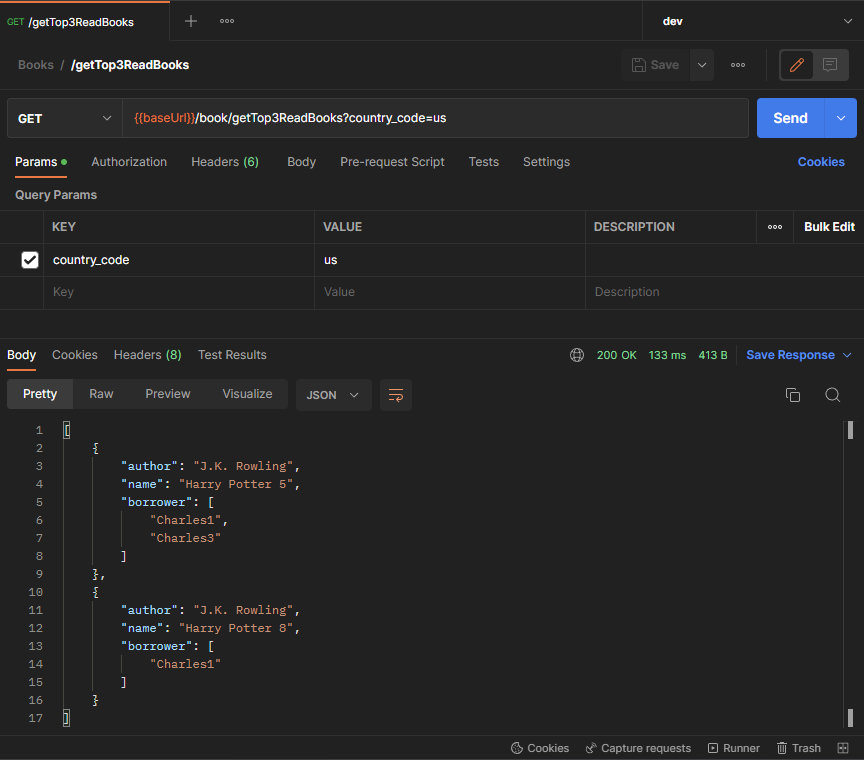 GET /getTop3ReadBooks
dev
Books / /getTop3ReadBooks
Save
GET {{baseUrl}}/book/getTop3ReadBooks?country_code=us Send
Params Authorization Headers (6) Body Pre-request Script Tests Settings Cookies
Query Params
KEY VALUE DESCRIPTION Bulk Edit
country_code us
Key Value Description
Body Cookies Headers (8) Test Results 200 OK 133 ms 413 B Save Response
Pretty Raw Preview Visualize JSON
1 [
2 {
3 "author": "J.K. Rowling",
4 "name": "Harry Potter 5",
5 "borrower": [
6 "Charles1",
7 "Charles3"
8 ]
9 },
10 {
11 "author": "J.K. Rowling",
12 "name": "Harry Potter 8",
13 "borrower": [
14 "Charles1"
15 ]
16 }
17 ]
Cookies Capture requests Runner Trash